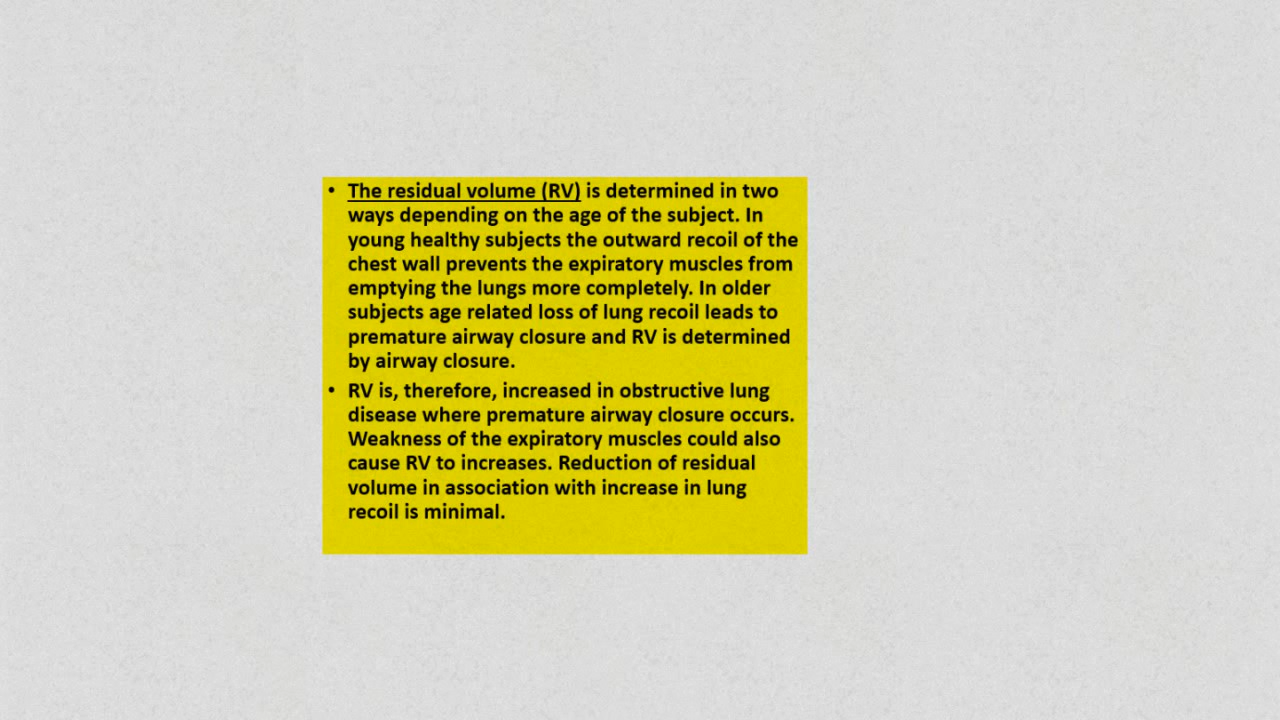 • The residual volume (RV) is determined in two
ways depending on the age of the subject. In
young healthy subjects the outward recoil of the
chest wall prevents the expiratory muscles from
emptying the lungs more completely. In older
subjects age related loss of lung recoil leads to
premature airway closure and RV is determined
by airway closure.
• RV is, therefore, increased in obstructive lung
disease where premature airway closure occurs.
Weakness of the expiratory muscles could also
cause RV to increases. Reduction of residual
volume in association with increase in lung
recoil is minimal.